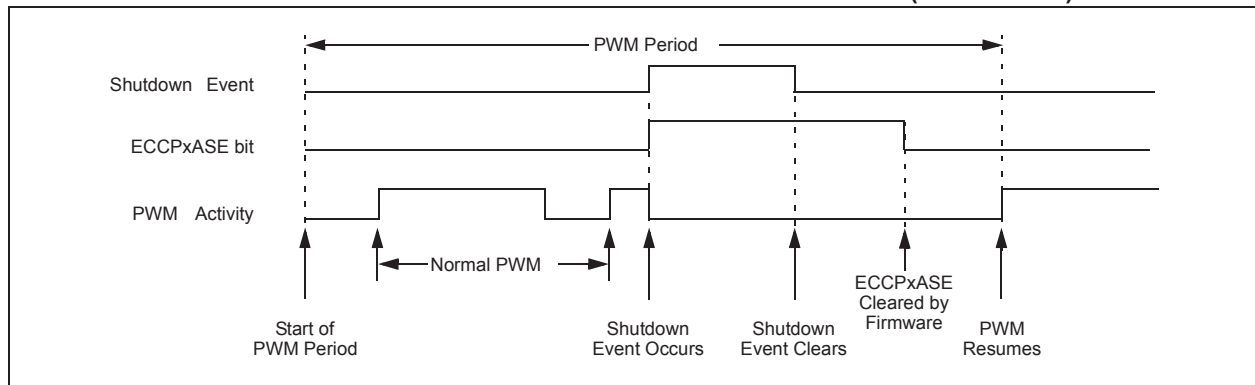 PWM Period
Shutdown Event
ECCPxASE bit
PWM Activity
Normal PWM
Start of
PWM Period
Shutdown
Event Occurs
Shutdown
Event Clears
ECCPxASE
Cleared by
Firmware
PWM
Resumes